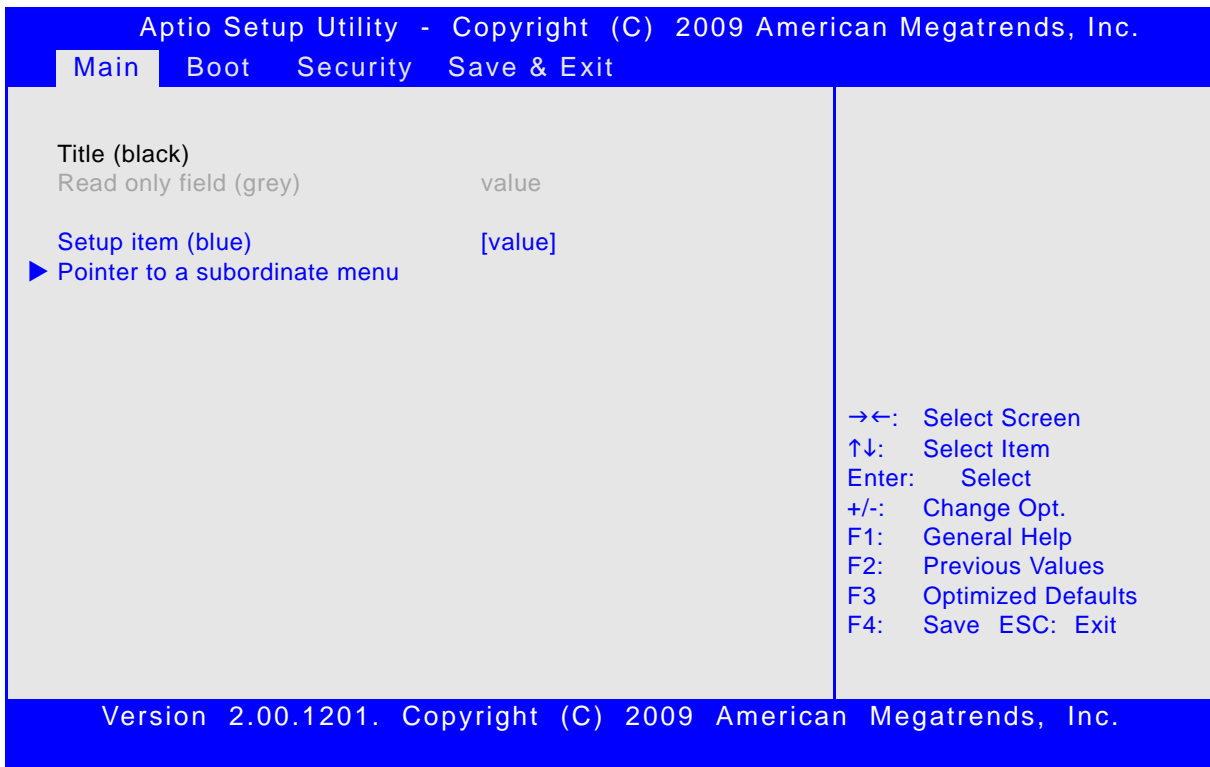 Aptio Setup Utility - Copyright (C) 2009 American Megatrends, Inc.
Main Boot Security Save & Exit
Title (black)
Read only field (grey) value
Setup item (blue) [value]
▶ Pointer to a subordinate menu
→←: Select Screen
↑↓: Select Item
Enter: Select
+/-: Change Opt.
F1: General Help
F2: Previous Values
F3 Optimized Defaults
F4: Save ESC: Exit
Version 2.00.1201. Copyright (C) 2009 American Megatrends, Inc.